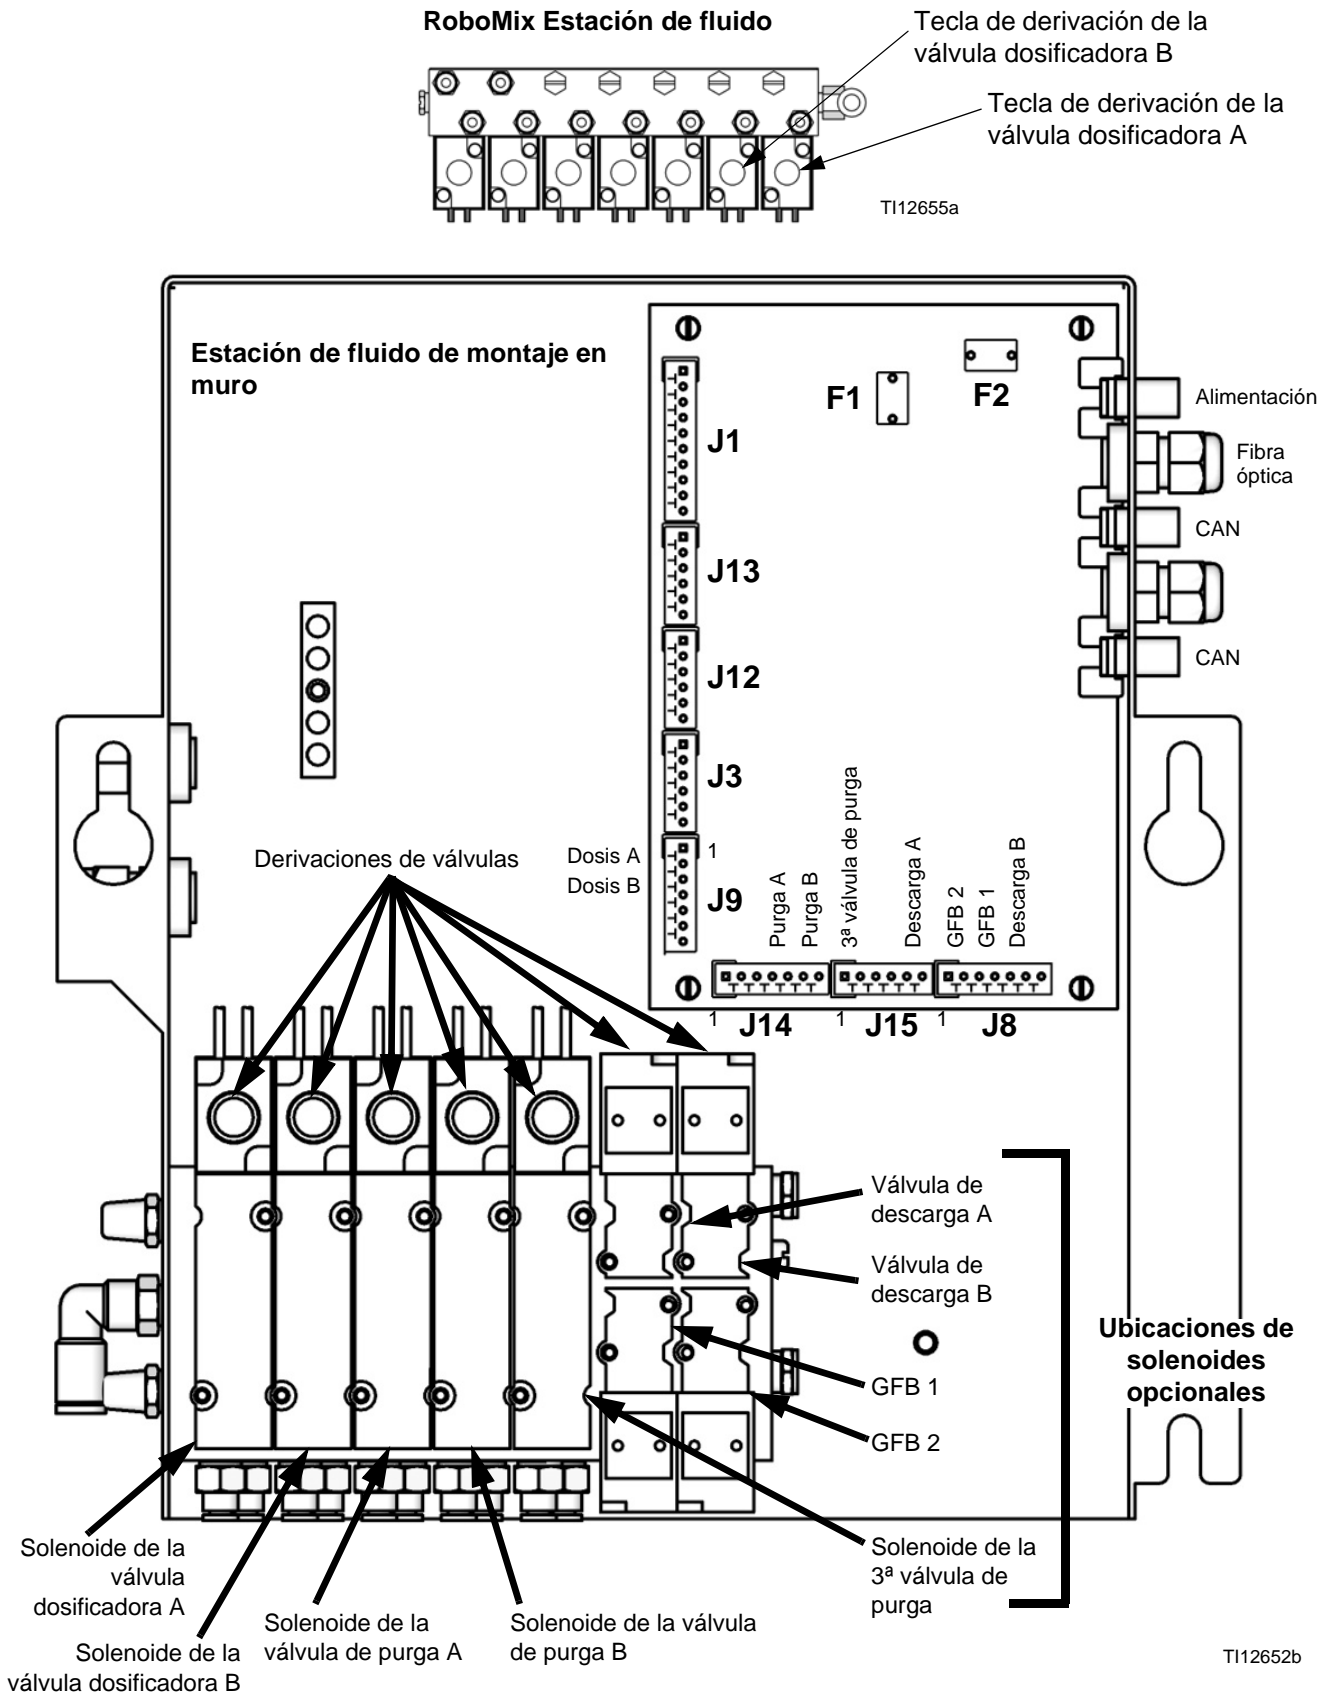 RoboMix Estación de fluido
Tecla de derivación de la
válvula dosificadora B
Tecla de derivación de la
válvula dosificadora A
TI12655a
Estación de fluido de montaje en
muro
F1
F2
J1
J13
J12
J3
J9
Alimentación
Fibra
óptica
CAN
CAN
Derivaciones de válvulas
Dosis A
Dosis B
1
Purga A
Purga B
3ª válvula de purga
Descarga A
GFB 2
GFB 1
Descarga B
1
J14
1
J15
1
J8
Válvula de
descarga A
Válvula de
descarga B
GFB 1
GFB 2
Ubicaciones de
solenoides
opcionales
Solenoide de la
válvula
dosificadora A
Solenoide de la
válvula dosificadora B
Solenoide de la
válvula de purga A
Solenoide de la válvula
de purga B
Solenoide de la
3ª válvula de
purga
TI12652b